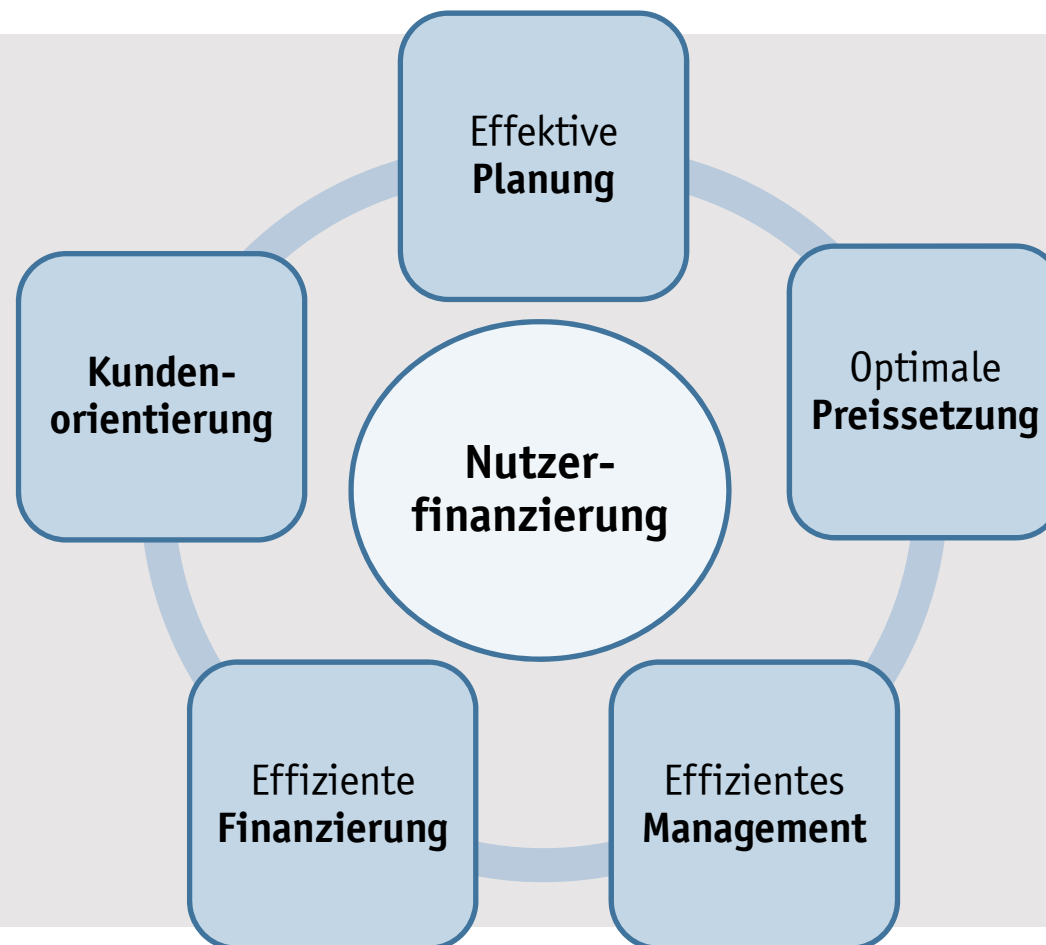 Effektive
Planung
Kunden-
orientierung
Optimale
Preissetzung
Nutzer-
finanzierung
Effiziente
Finanzierung
Effizientes
Management